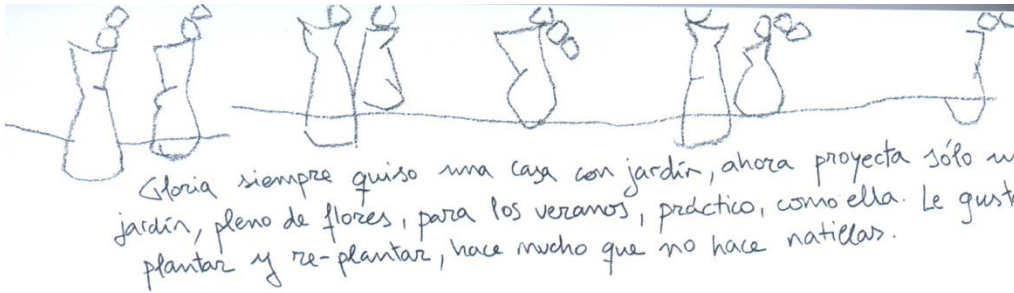 Gloria siempre quiso una casa con jardín, ahora proyecta sólo
jardín, pleno de flores, para los veranos, práctico, como ella. Le
plantar y re-plantar, hace mucho que no hace natillas.